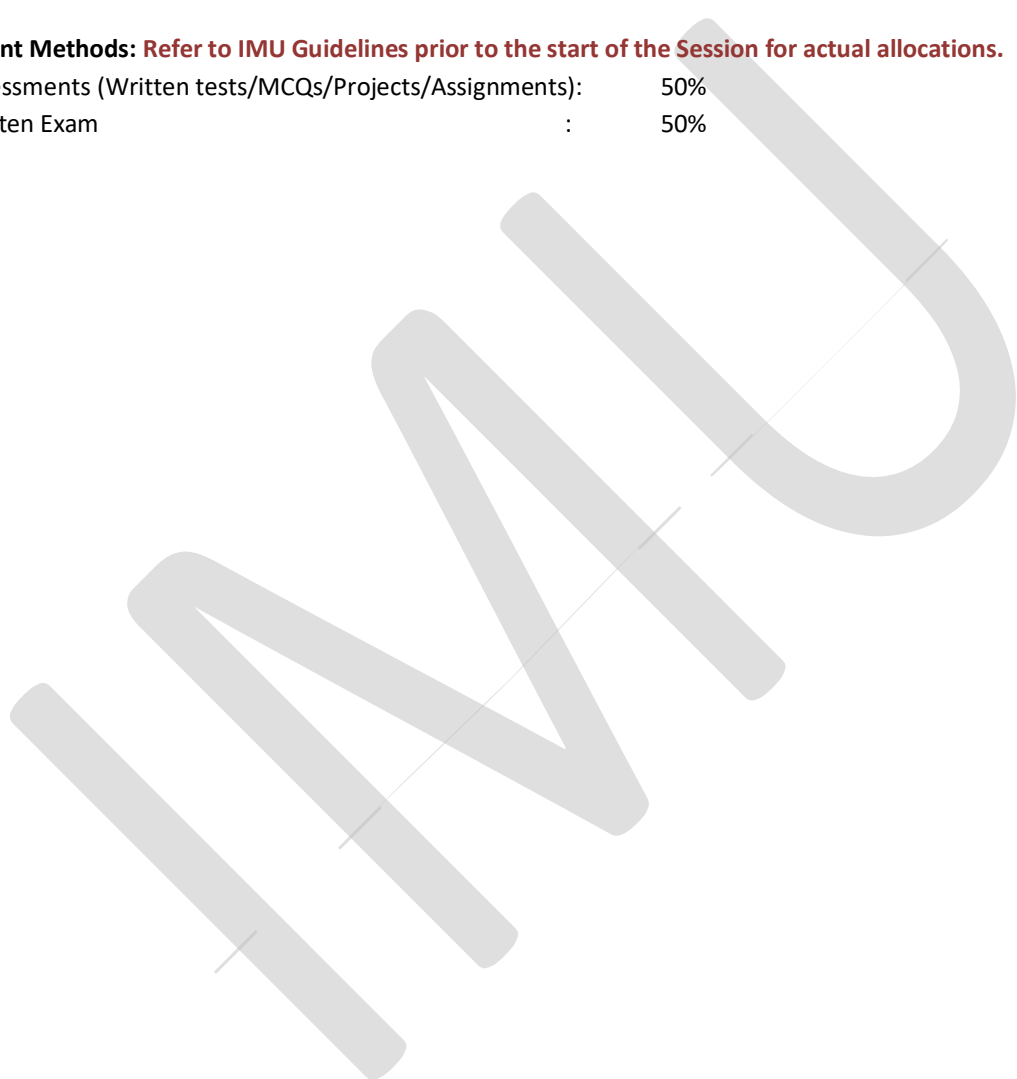 nt Methods: Refer to IMU Guidelines prior to the start of the Session for actual allocations.
essments (Written tests/MCQs/Projects/Assignments): 50%
ten Exam : 50%
IMU